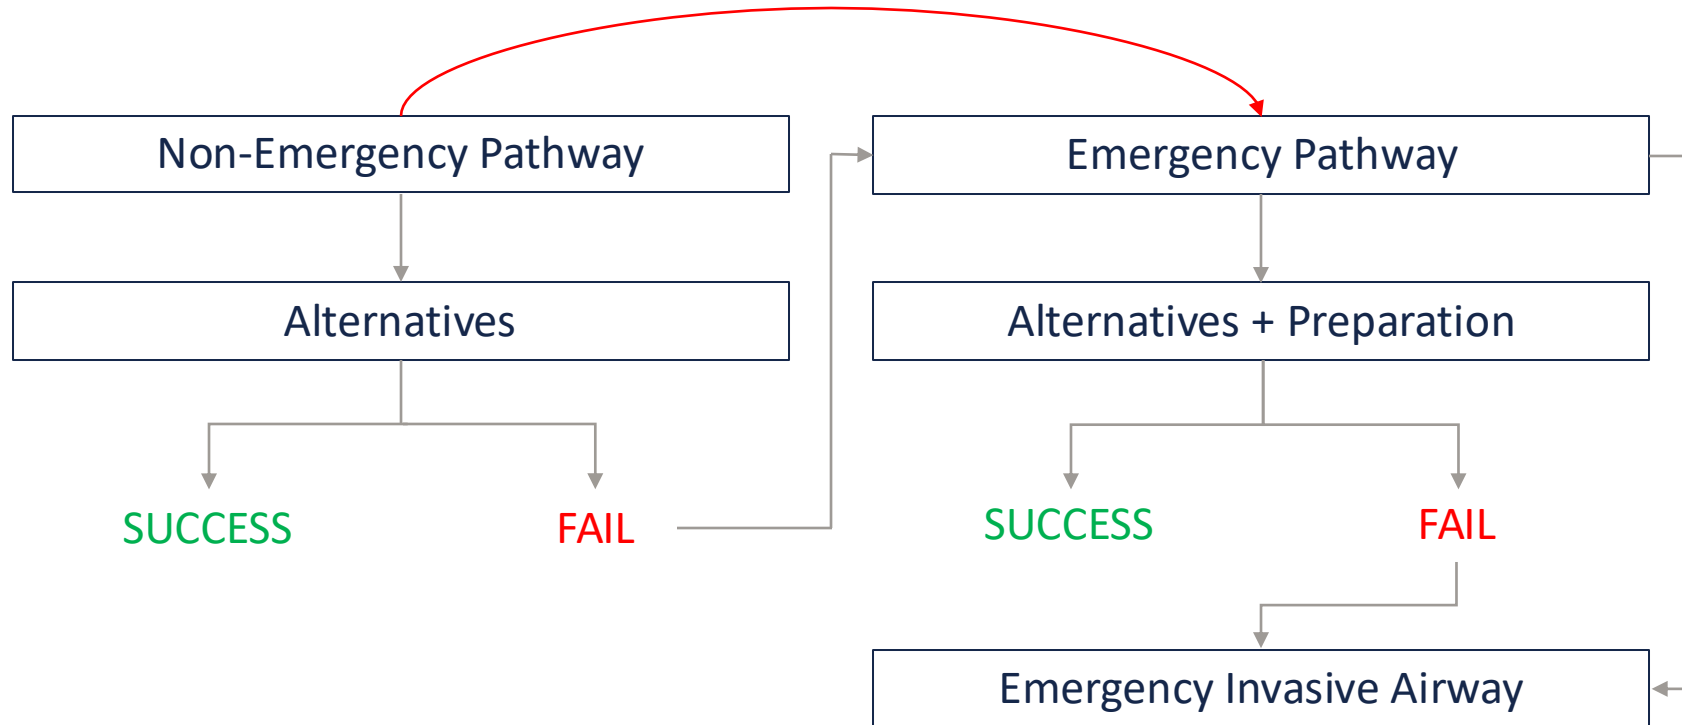 Non-Emergency Pathway
Alternatives
SUCCESS
FAIL
Emergency Pathway
Alternatives + Preparation
SUCCESS
FAIL
Emergency Invasive Airway